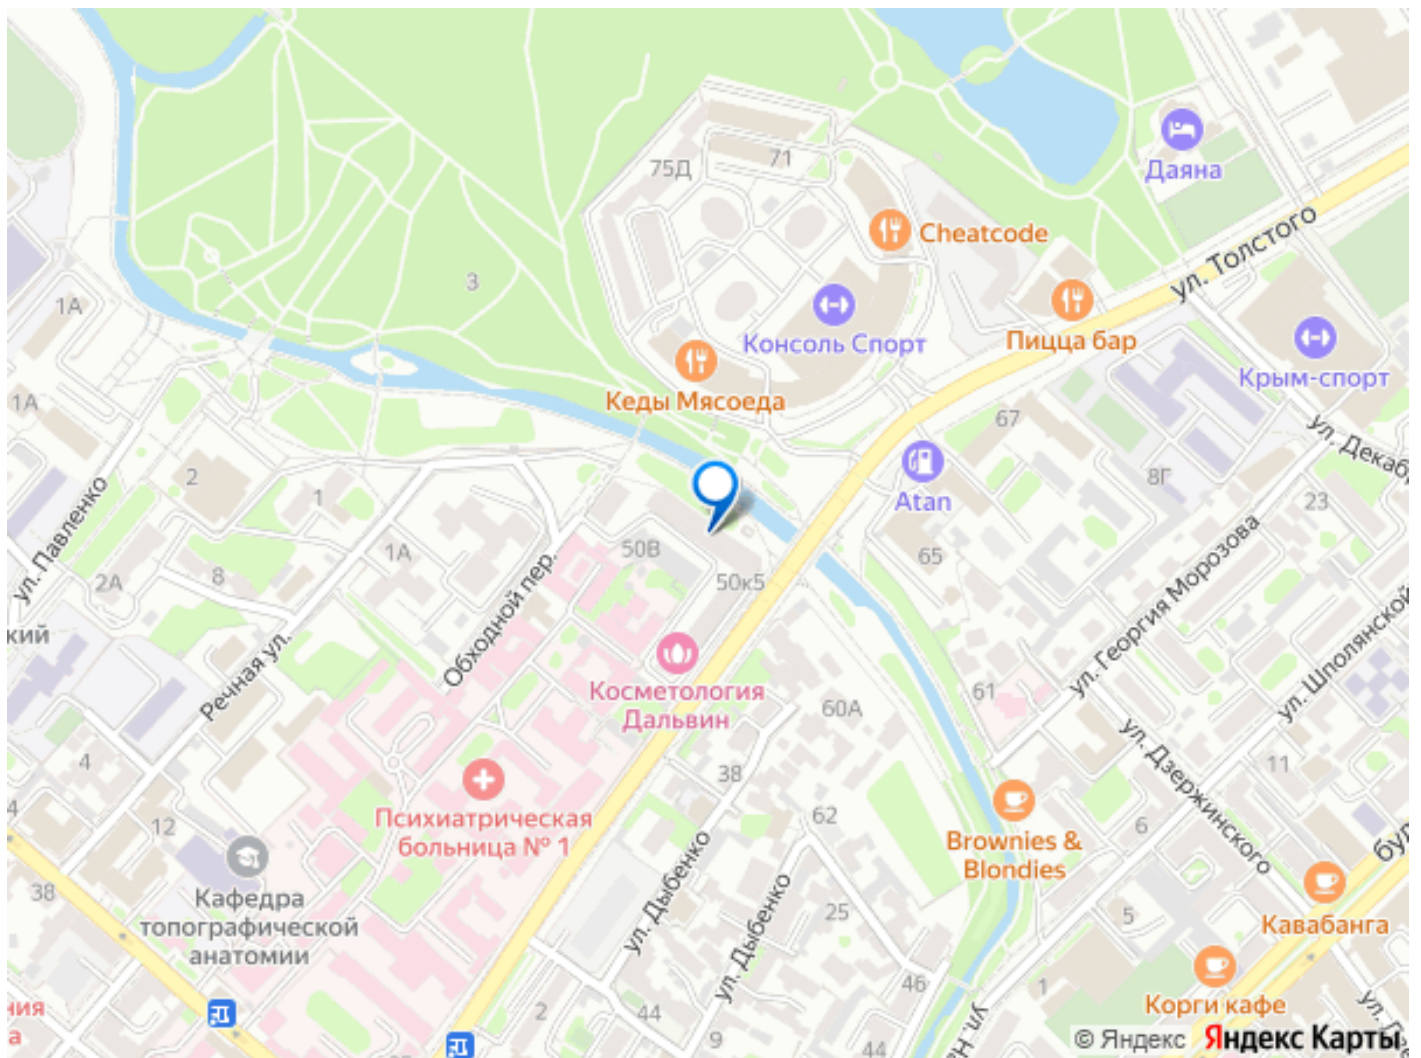 75Д
71
Даяна
Cheatcode
ул. Толстого
3
1А
Консоль Спорт
Пицца бар
Крым-спорт
1А
Кеды Мясоеда
67
ул. Декаб
2
1
Atan
8Г
23
ул. Павленко
2А
8
1А
50В
50к5
65
ул. Георгия Морозова
кий
Обходной пер.
Речная ул.
Косметология
Дальвин
60А
61
ул. Шполянской
4
38
ул. Дзержинского
11
Психиатрическая
больница № 1
12
62
6
Brownies &
Blondies
бул
4
38
Кафедра
топографической
анатомии
ул. Дыбенко
ул. Дыбенко
25
5
Кавабанга
46
1
Корги кафе
ния
а
2
44
9
44
© Яндекс Яндекс Карты